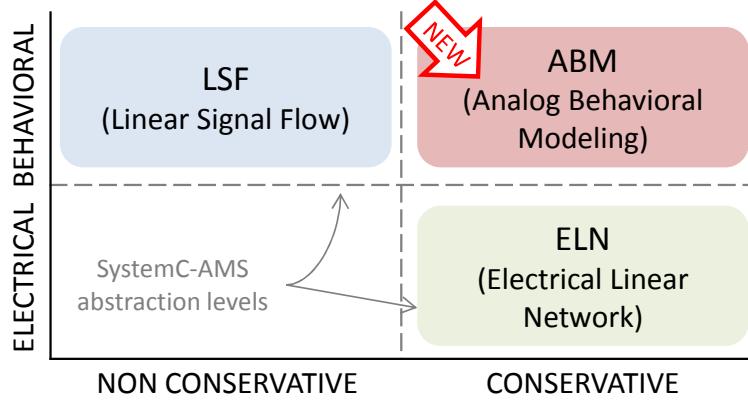 BEHAVIORAL
ELECTRICAL
LSF
(Linear Signal Flow)
NEW
ABM
(Analog Behavioral
Modeling)
SystemC-AMS
abstraction levels
ELN
(Electrical Linear
Network)
NON CONSERVATIVE
CONSERVATIVE